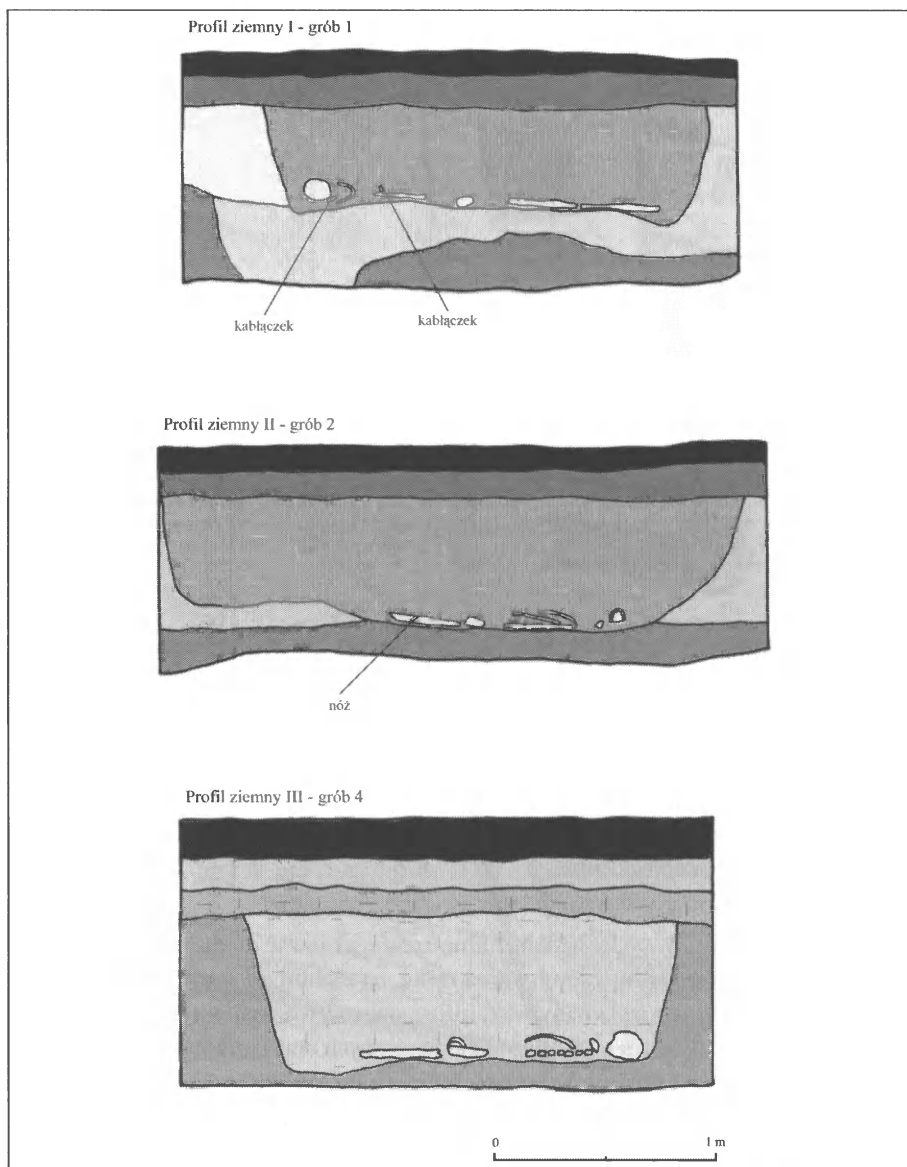 Profil ziemny I - grób 1
kabłączek
kabłączek
Profil ziemny II - grób 2
nóż
Profil ziemny III - grób 4
0 1 m